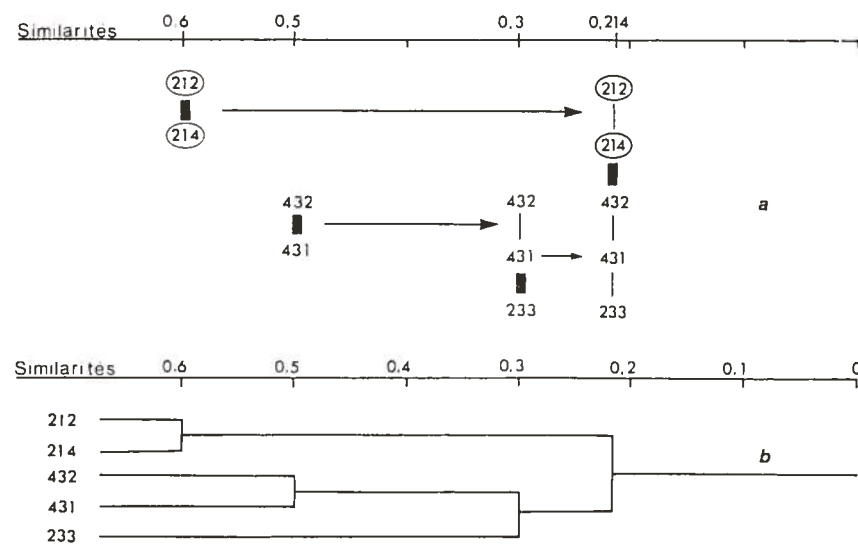 Similarités 0,6 0,5 0,3 0,214
212 212
214 214
432 432 432 a
431 431 431
233 233
Similarités 0,6 0,5 0,4 0,3 0,2 0,1 0
212
214
432 b
431
233